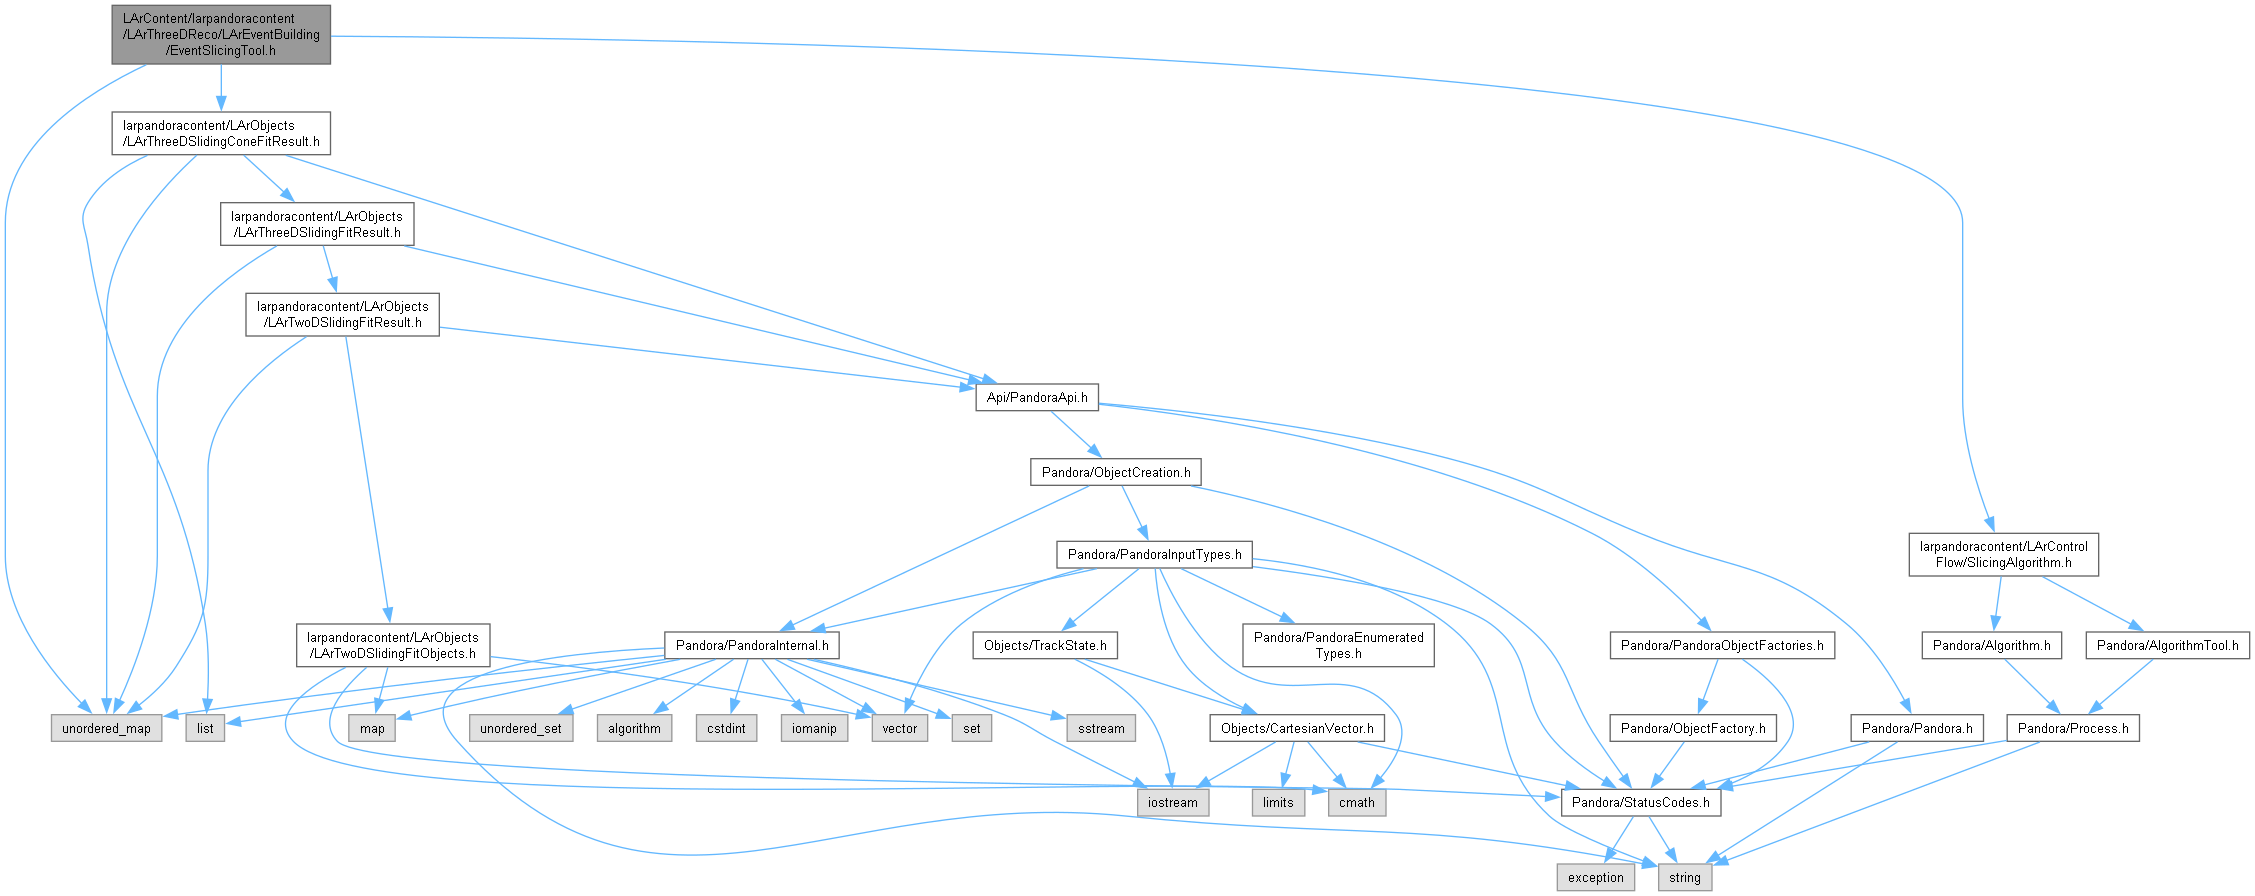 LArContent/larpandoracontent
/LArThreeDReco/LArEventBuilding
/EventSlicingTool.h
larpandoracontent/LArObjects
/LArThreeDSlidingConeFitResult.h
larpandoracontent/LArObjects
/LArThreeDSlidingFitResult.h
larpandoracontent/LArObjects
/LArTwoDSlidingFitResult.h
Api/PandoraApi.h
Pandora/ObjectCreation.h
larpandoracontent/LArControl
Flow/SlicingAlgorithm.h
Pandora/PandoraInputTypes.h
larpandoracontent/LArObjects
/LArTwoDSlidingFitObjects.h
Pandora/PandoraInternal.h
Objects/TrackState.h
Pandora/PandoraEnumerated
Types.h
Pandora/PandoraObjectFactories.h
Pandora/Algorithm.h
Pandora/AlgorithmTool.h
unordered_map
list
map
unordered_set
algorithm
cstdint
iomanip
vector
set
sstream
Objects/CartesianVector.h
Pandora/ObjectFactory.h
Pandora/Pandora.h
Pandora/Process.h
iostream
limits
cmath
Pandora/StatusCodes.h
exception
string